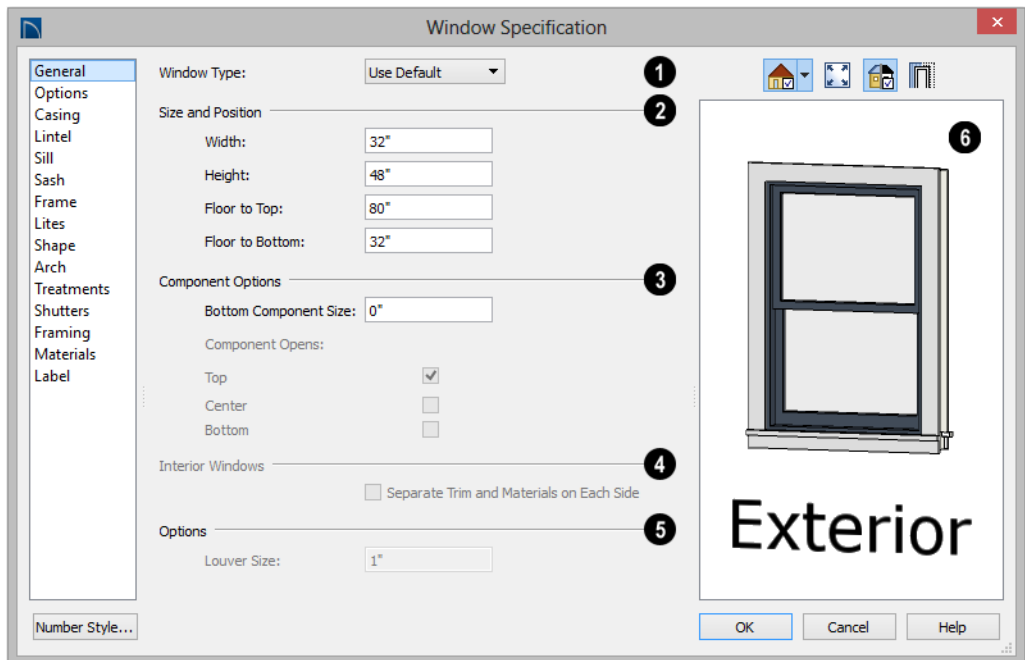 Window Specification
General
Options
Casing
Lintel
Sill
Sash
Frame
Lites
Shape
Arch
Treatments
Shutters
Framing
Materials
Label
Number Style...
Window Type: Use Default 1
Size and Position 2
Width: 32"
Height: 48"
Floor to Top: 80"
Floor to Bottom: 32"
Component Options 3
Bottom Component Size: 0"
Component Opens:
Top
Center
Bottom
Interior Windows 4
Separate Trim and Materials on Each Side
Options 5
Louver Size: 1"
6
Exterior
OK Cancel Help